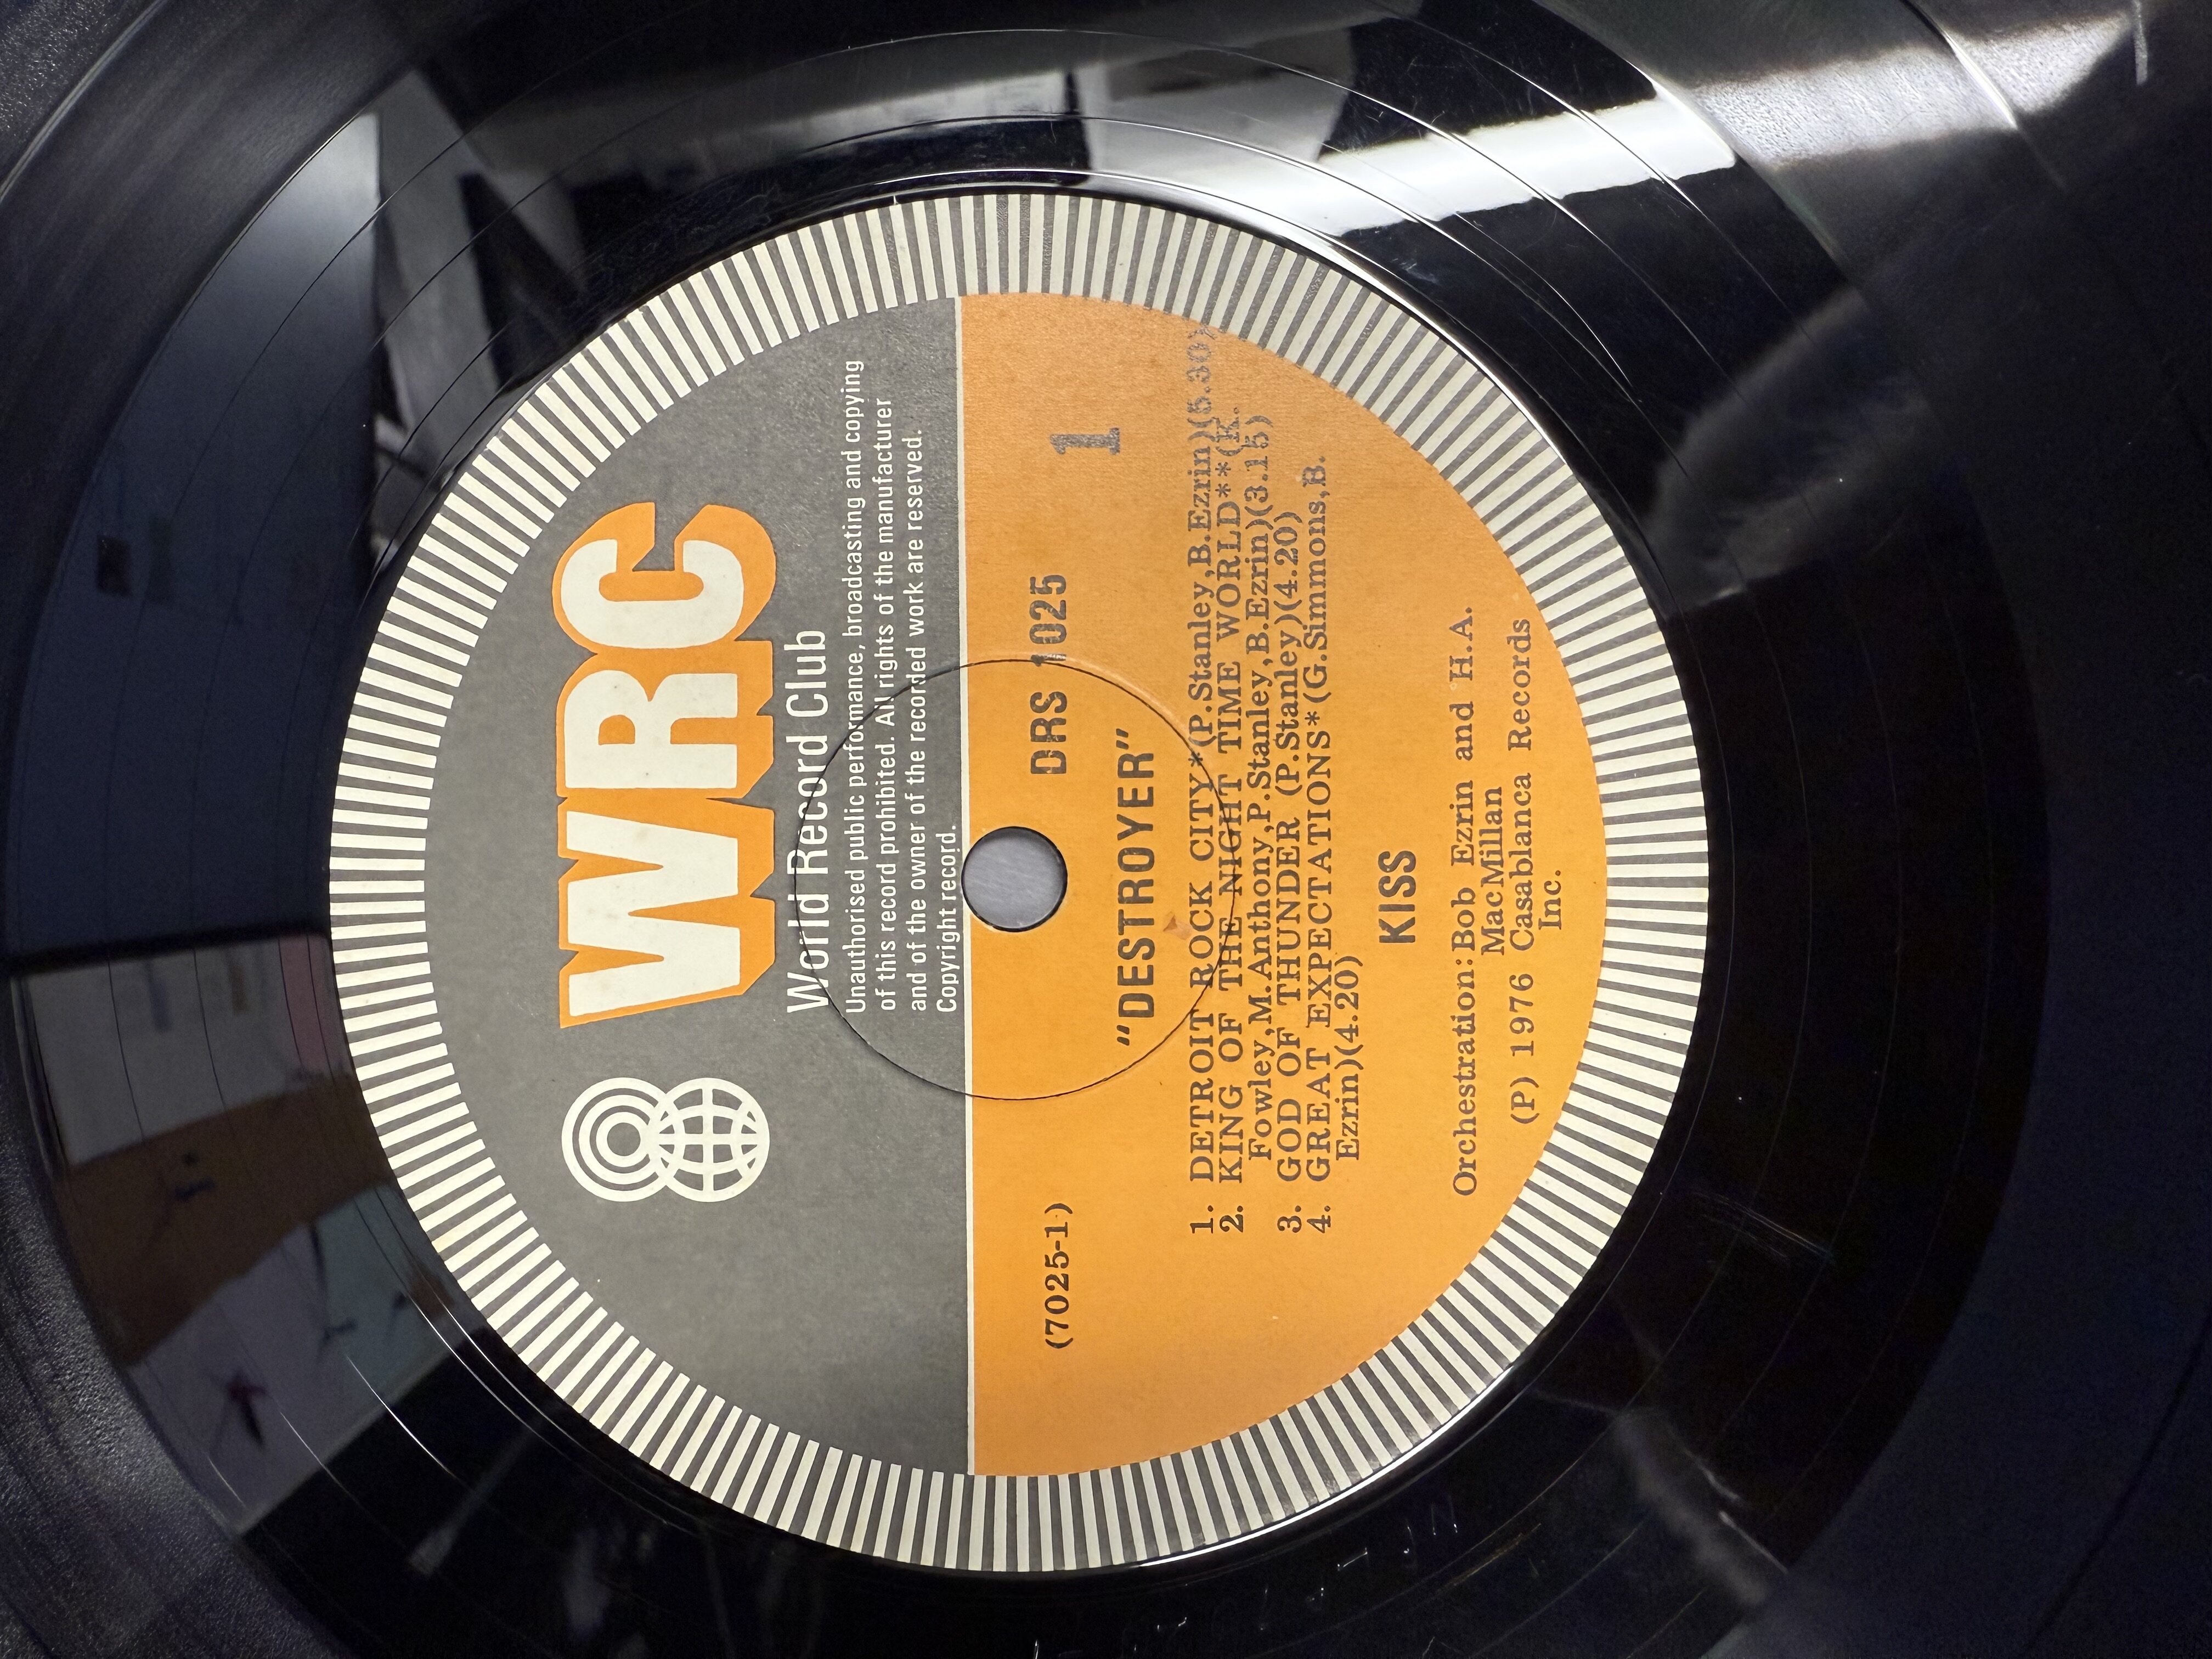 WRC
World Record Club
Unauthorised public performance, broadcasting and copying
of this record prohibited. All rights of the manufacturer
and of the owner of the recorded work are reserved.
Copyright record.
DRS 1025
1
(7025-1)
"DESTROYER"
1. DETROIT ROCK CITY*(P.Stanley,B.Ezrin)(5.30)
2. KING OF THE NIGHT TIME WORLD**(K.
Fowley,M.Anthony,P.Stanley,B.Ezrin)(3.15)
3. GOD OF THUNDER (P.Stanley)(4.20)
4. GREAT EXPECTATIONS*(G.Simmons,B.
Ezrin)(4.20)
KISS
Orchestration:Bob Ezrin and H.A.
MacMillan
(P) 1976 Casablanca Records
Inc.